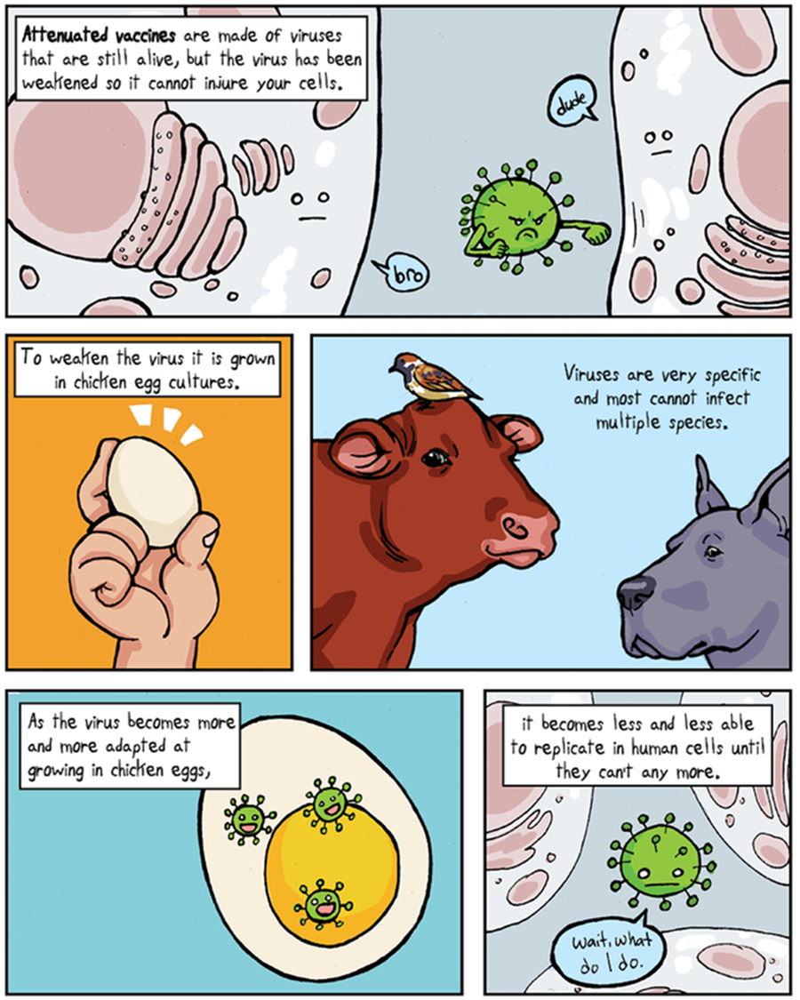 Attenuated vaccines are made of viruses
that are still alive, but the virus has been
weakened so it cannot injure your cells.
dude
bro
To weaken the virus it is grown
in chicken egg cultures.
Viruses are very specific
and most cannot infect
multiple species.
As the virus becomes more
and more adapted at
growing in chicken eggs,
it becomes less and less able
to replicate in human cells until
they can't any more.
wait, what
do I do.